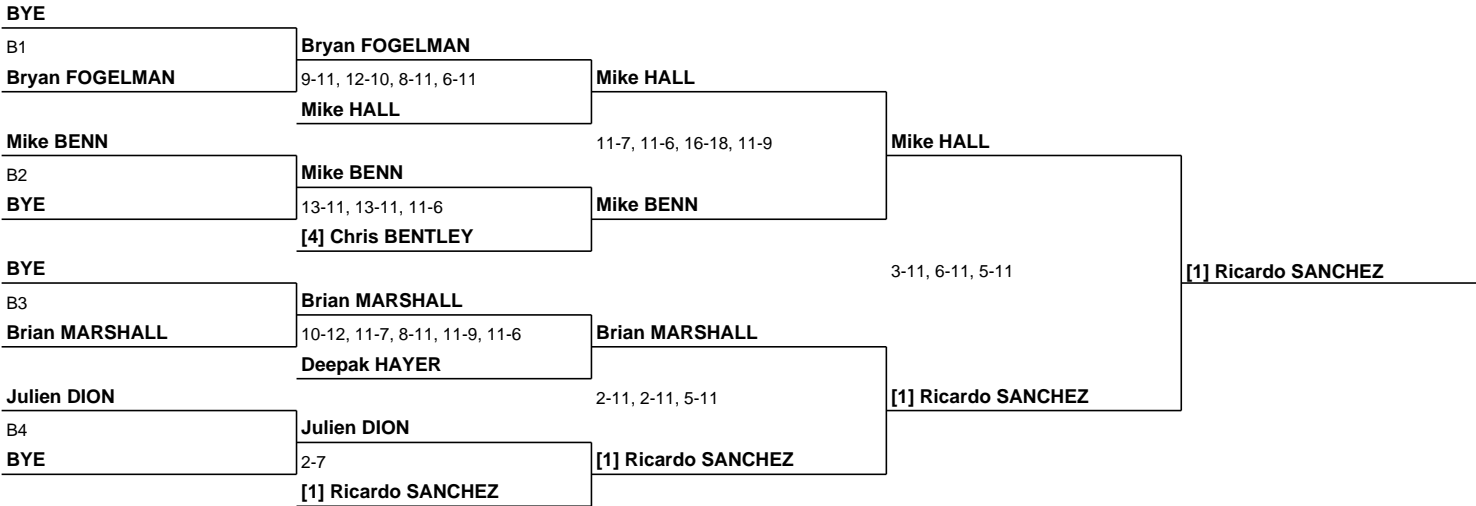 BYE
B1
Bryan FOGELMAN
Bryan FOGELMAN
9-11, 12-10, 8-11, 6-11
Mike HALL
Mike HALL
Mike BENN
11-7, 11-6, 16-18, 11-9
Mike HALL
B2
Mike BENN
BYE
13-11, 13-11, 11-6
Mike BENN
[4] Chris BENTLEY
BYE
3-11, 6-11, 5-11
[1] Ricardo SANCHEZ
B3
Brian MARSHALL
Brian MARSHALL
10-12, 11-7, 8-11, 11-9, 11-6
Brian MARSHALL
Deepak HAYER
Julien DION
2-11, 2-11, 5-11
[1] Ricardo SANCHEZ
B4
Julien DION
BYE
2-7
[1] Ricardo SANCHEZ
[1] Ricardo SANCHEZ